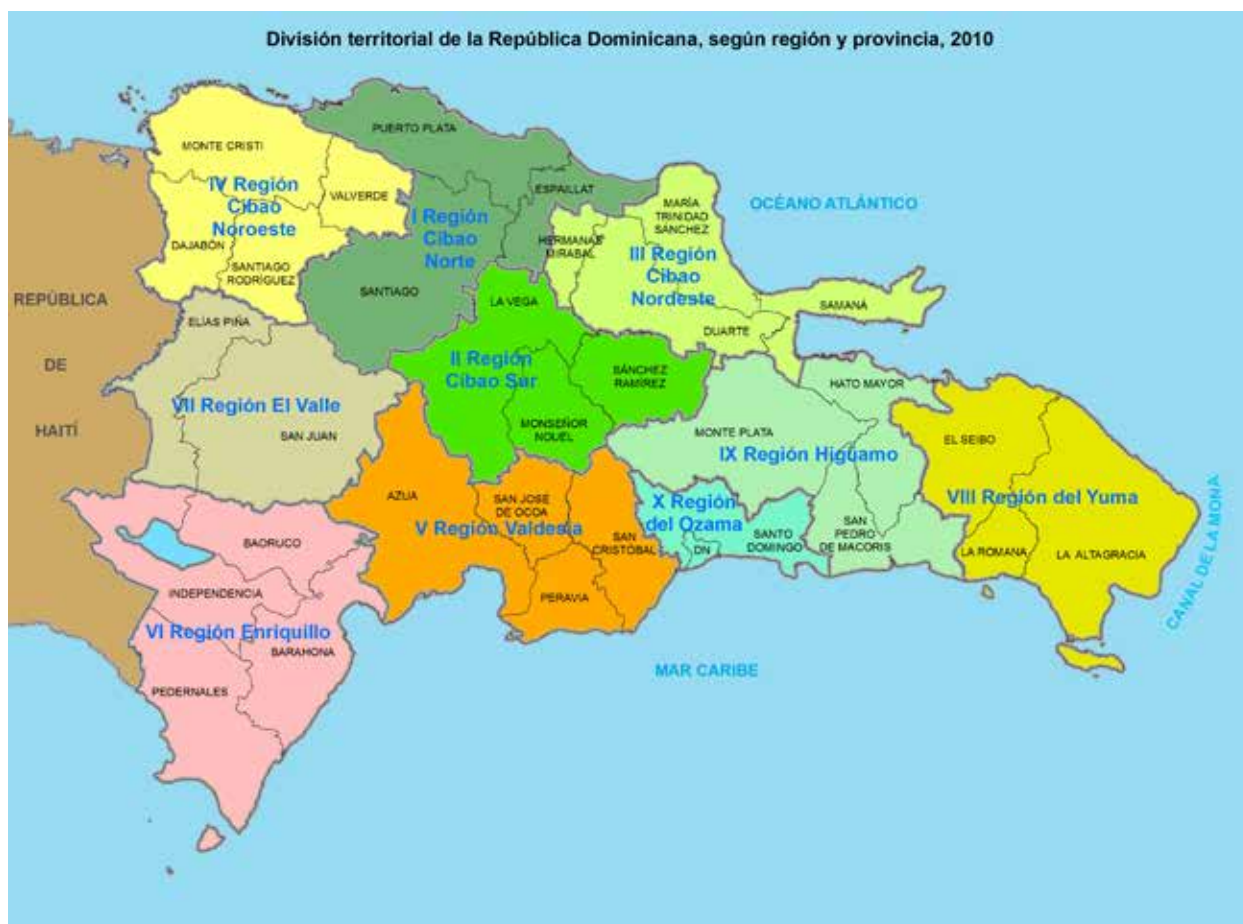 División territorial de la República Dominicana, según región y provincia, 2010
PUERTO PLATA
MONTE CRISTI
IV Región
Cibao
Noroeste
VALVERDE
DAJABÓN
SANTIAGO
RODRÍGUEZ
I Región
Cibao
Norte
ESPAILLAT
SANTIAGO
MARÍA
TRINIDAD
SÁNCHEZ
HERMANAS
MIRABAL
III Región
Cibao
Nordeste
DUARTE
SAMANÁ
OCÉANO ATLÁNTICO
REPÚBLICA
DE
HAITÍ
ELÍAS PIÑA
VII Región El Valle
SAN JUAN
LA VEGA
II Región
Cibao Sur
SÁNCHEZ
RAMÍREZ
MONSEÑOR
NOUEL
HATO MAYOR
MONTE PLATA
IX Región Higüamo
SAN
PEDRO
DE MACORIS
EL SEIBO
VIII Región del Yuma
LA ROMANA
LA ALTAGRACIA
CANAL DE LA MONA
AZUA
SAN JOSE
DE OCOA
V Región Valdesia
SAN
CRISTOBAL
PERAVIA
X Región
del Ozama
DN
SANTO
DOMINGO
BAORUCO
INDEPENDENCIA
VI Región Enriquillo
BARAHONA
PEDERNALES
MAR CARIBE